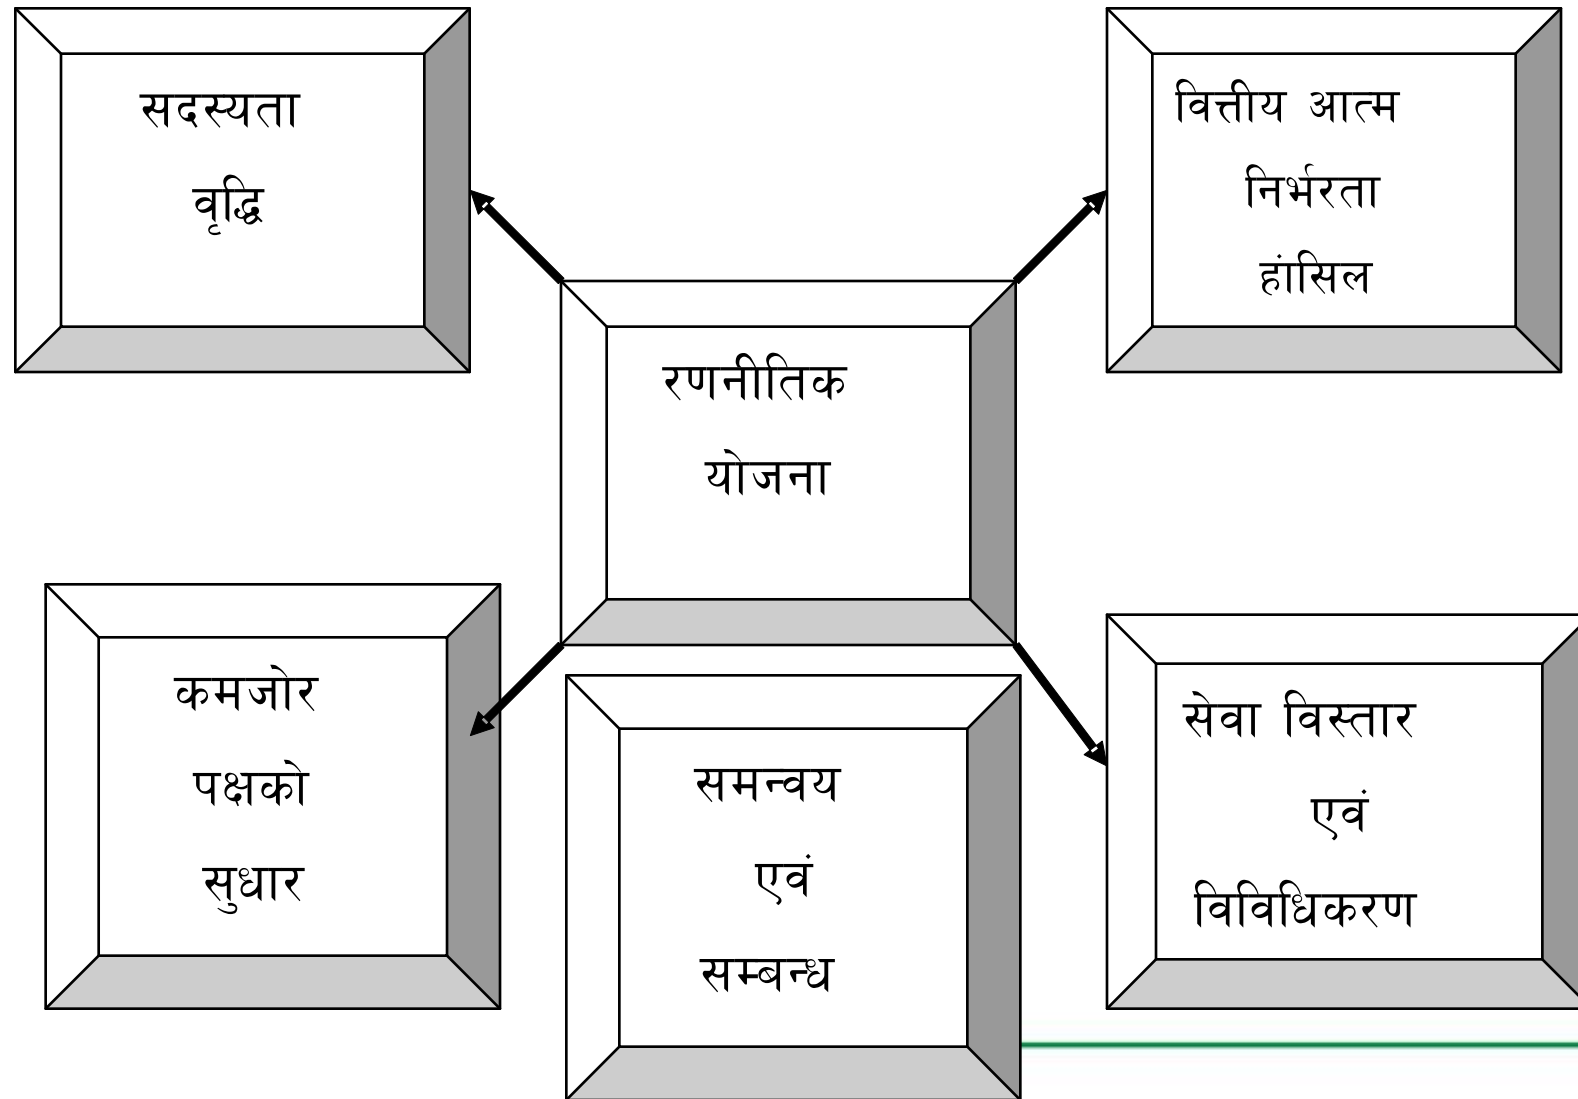 सदस्यता
वृद्धि
वित्तीय आत्म
निर्भरता
हांसिल
रणनीतिक
योजना
कमजोर
पक्षको
सुधार
समन्वय
एवं
सम्बन्ध
सेवा विस्तार
एवं
विविधिकरण